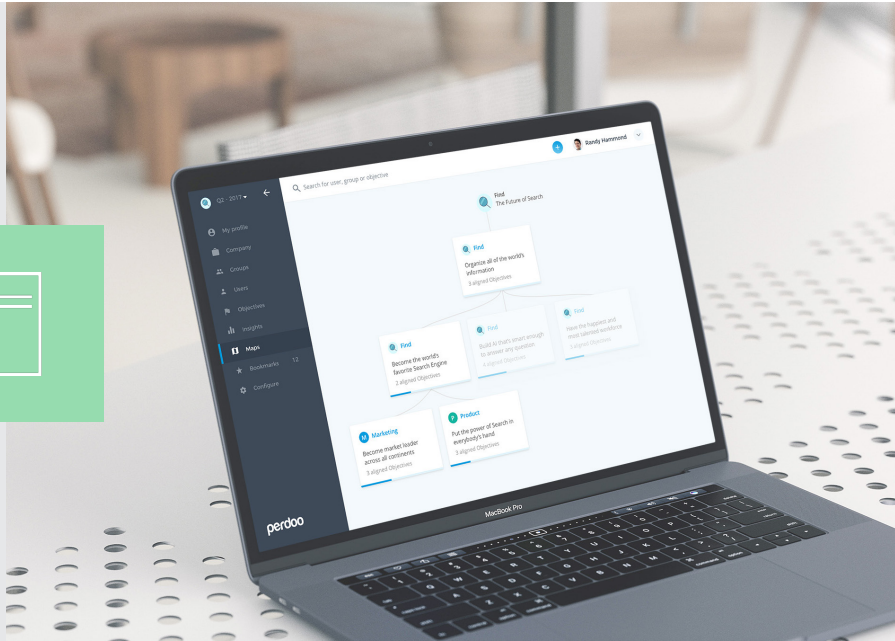 Q2 - 2017
Search for user, group or objective
Randy Hammond
My profile
Company
Groups
Users
Objectives
Insights
Maps
Bookmarks 12
Configure
perdoo
Find
The Future of Search
Find
Organize all of the world's
information
3 aligned Objectives
Find
Become the world's
favorite Search Engine
2 aligned Objectives
Find
Build AI that's smart enough
to answer any question
4 aligned Objectives
Find
Have the happiest and
most talented workforce
3 aligned Objectives
M Marketing
Become market leader
across all continents
3 aligned Objectives
P Product
Put the power of Search in
everybody's hand
3 aligned Objectives
MacBook Pro